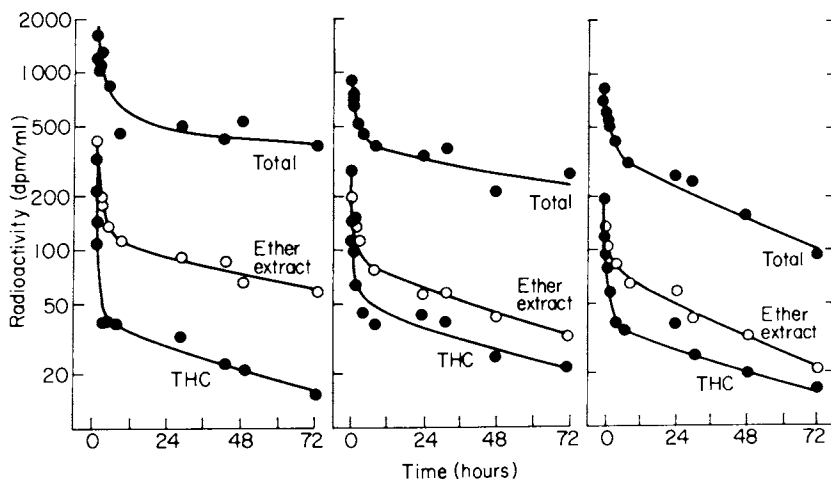 Radioactivity (dpm/ml)
2000
1000
500
200
100
50
20
Total
Ether
extract
THC
Total
Ether
extract
THC
Total
Ether
extract
THC
0 24 48 72
0 24 48 72
0 24 48 72
Time (hours)